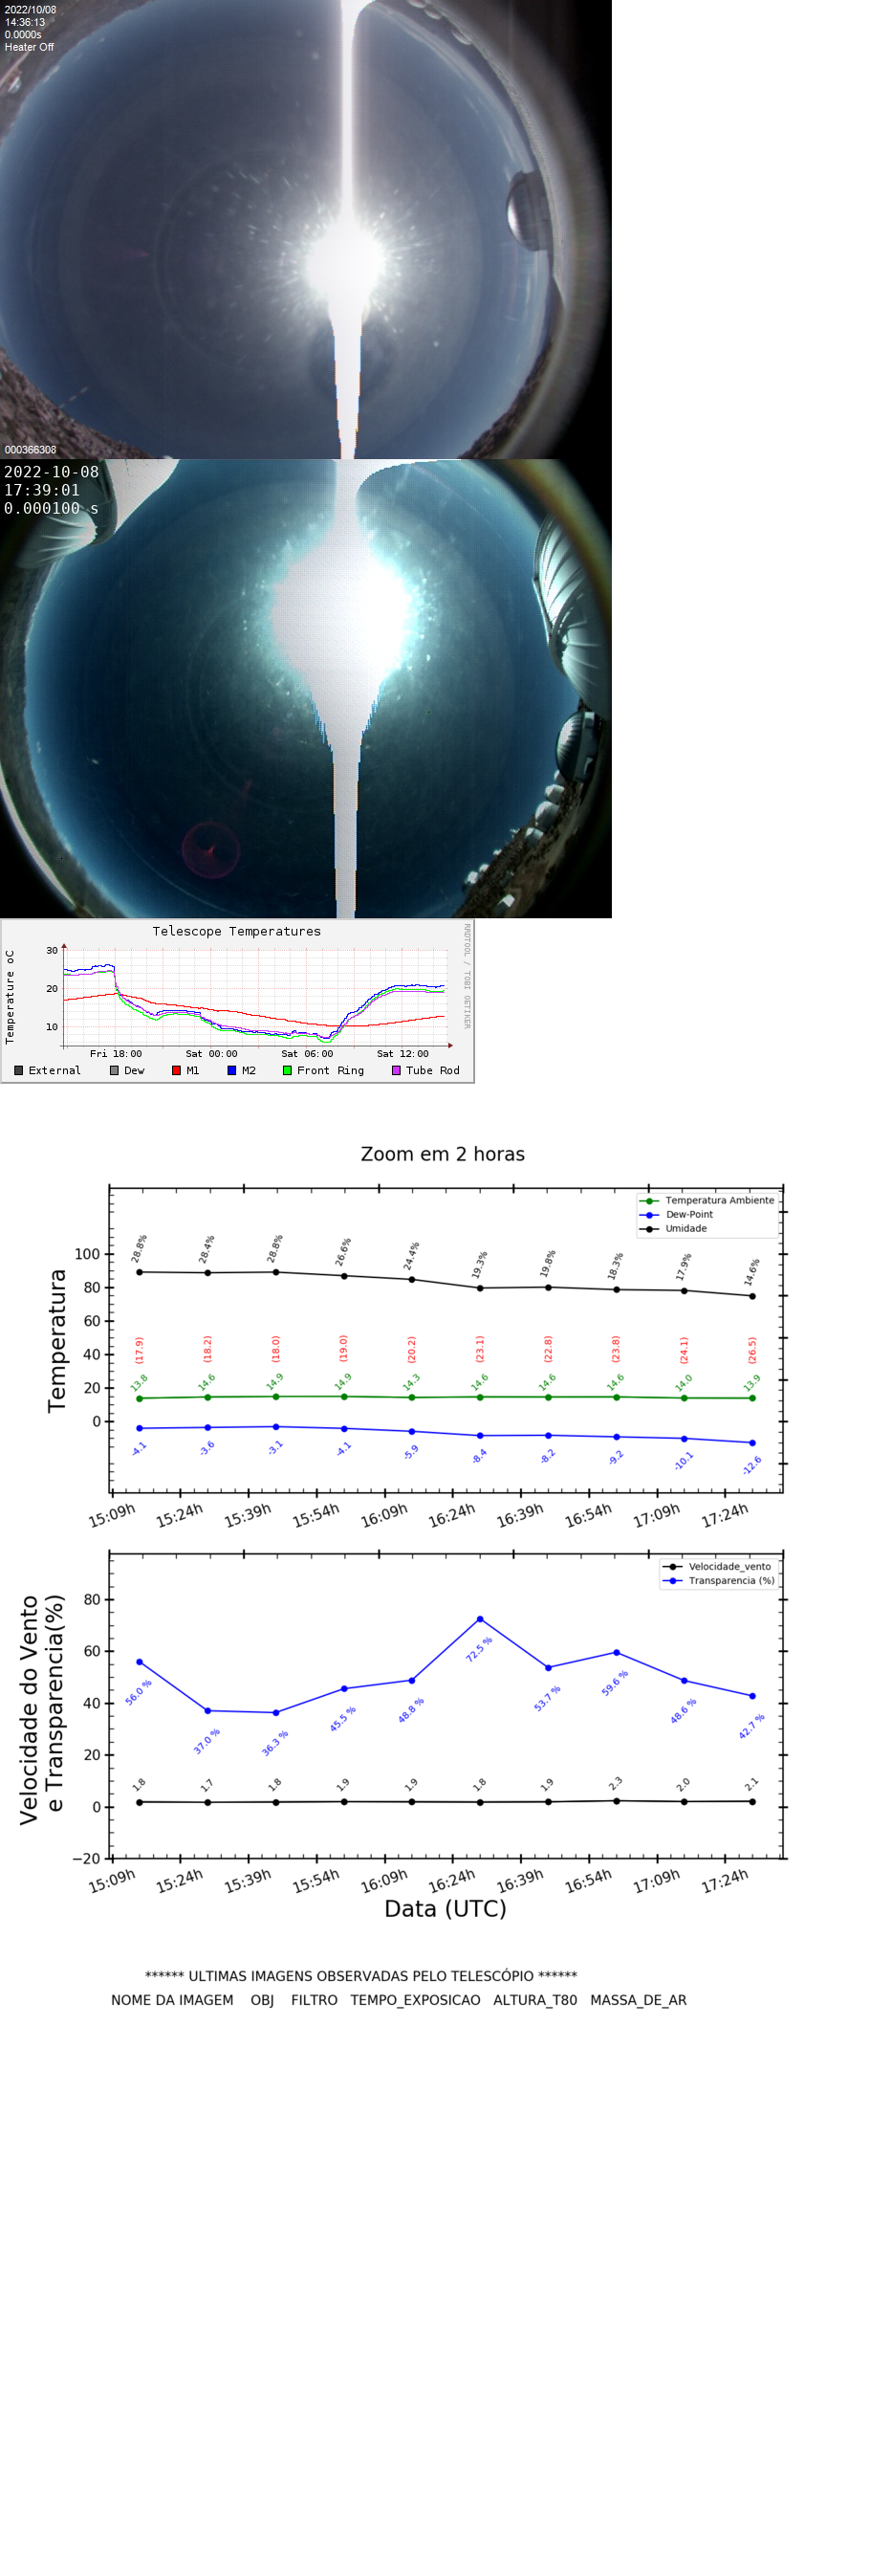 2022/10/08
14:36:13
0.0000s
Heater Off
000366308
2022-10-08
17:39:01
0.000100 s
Telescope Temperatures
RRDTOOL / TOBI OETIKER
Temperature oC
30
20
10
Fri 18:00 Sat 00:00 Sat 06:00 Sat 12:00
External Dew M1 M2 Front Ring Tube Rod
Zoom em 2 horas
Temperatura Ambiente
Dew-Point
Umidade
Temperatura
100
80
60
40
20
0
28.8% 28.4% 28.8% 26.6% 24.4% 19.3% 19.8% 18.3% 17.9% 14.6%
(17.9) (18.2) (18.0) (19.0) (20.2) (23.1) (22.8) (23.8) (24.1) (26.5)
13.8 14.6 14.9 14.9 14.3 14.6 14.6 14.6 14.0 13.9
-4.1 -3.6 -3.1 -4.1 -5.9 -8.4 -8.2 -9.2 -10.1 -12.6
15:09h 15:24h 15:39h 15:54h 16:09h 16:24h 16:39h 16:54h 17:09h 17:24h
Velocidade_vento
Transparencia (%)
Velocidade do Vento
e Transparencia(%)
80
60
40
20
0
−20
56.0 % 37.0 % 36.3 % 45.5 % 48.8 % 72.5 % 53.7 % 59.6 % 48.6 % 42.7 %
1.8 1.7 1.8 1.9 1.9 1.8 1.9 2.3 2.0 2.1
15:09h 15:24h 15:39h 15:54h 16:09h 16:24h 16:39h 16:54h 17:09h 17:24h
Data (UTC)
****** ULTIMAS IMAGENS OBSERVADAS PELO TELESCÓPIO ******
NOME DA IMAGEM OBJ FILTRO TEMPO_EXPOSICAO ALTURA_T80 MASSA_DE_AR